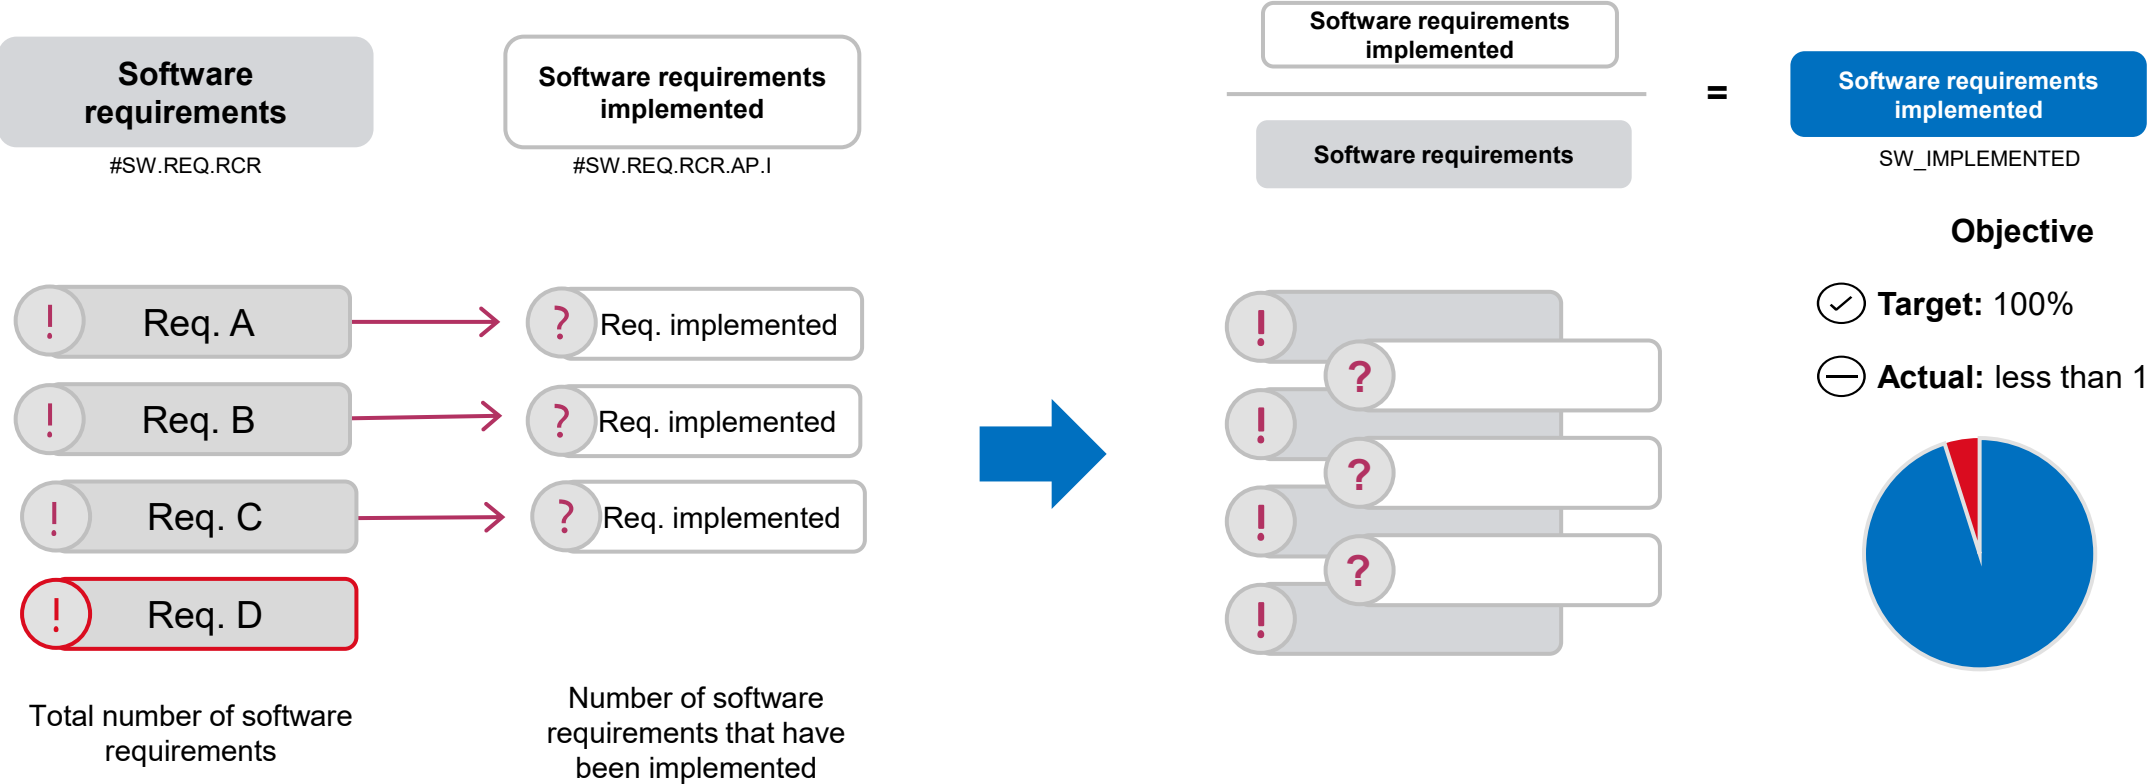 Software
requirements
#SW.REQ.RCR
Software requirements
implemented
#SW.REQ.RCR.AP.I
Software requirements
implemented
Software requirements
=
Software requirements
implemented
SW_IMPLEMENTED
Objective
Target: 100%
Actual: less than 1
! Req. A
? Req. implemented
! Req. B
? Req. implemented
! Req. C
? Req. implemented
! Req. D
Total number of software
requirements
Number of software
requirements that have
been implemented
!
?
!
?
!
?
!